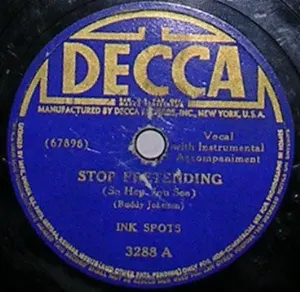 DECCA
MANUFACTURED BY DECCA RECORDS, INC., NEW YORK, U.S.A.
(67898)
Vocal
with Instrumental
Accompaniment
STOP PRETENDING
(So Hep You See)
(Buddy Johnson)
INK SPOTS
3288 A